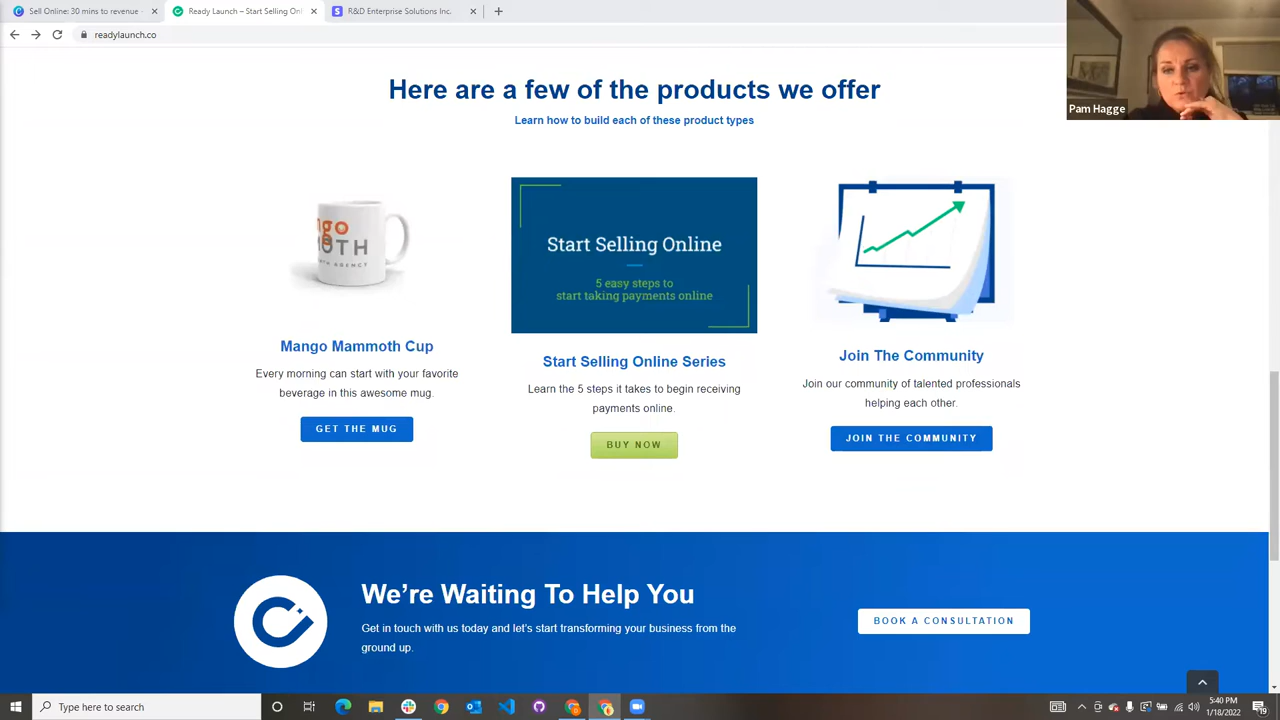 Sell Online: 30 mins to revenue -
Ready Launch – Start Selling Onl
R&D Enterprise Solutions Inc.
readylaunch.co
Pam Hagge
Here are a few of the products we offer
Learn how to build each of these product types
ngo
MOTH
Mango Mammoth Cup
Every morning can start with your favorite
beverage in this awesome mug.
GET THE MUG
Start Selling Online
5 easy steps to
start taking payments online
Start Selling Online Series
Learn the 5 steps it takes to begin receiving
payments online.
BUY NOW
Join The Community
Join our community of talented professionals
helping each other.
JOIN THE COMMUNITY
We're Waiting To Help You
Get in touch with us today and let's start transforming your business from the
ground up.
BOOK A CONSULTATION
Type here to search
5:40 PM
1/18/2022